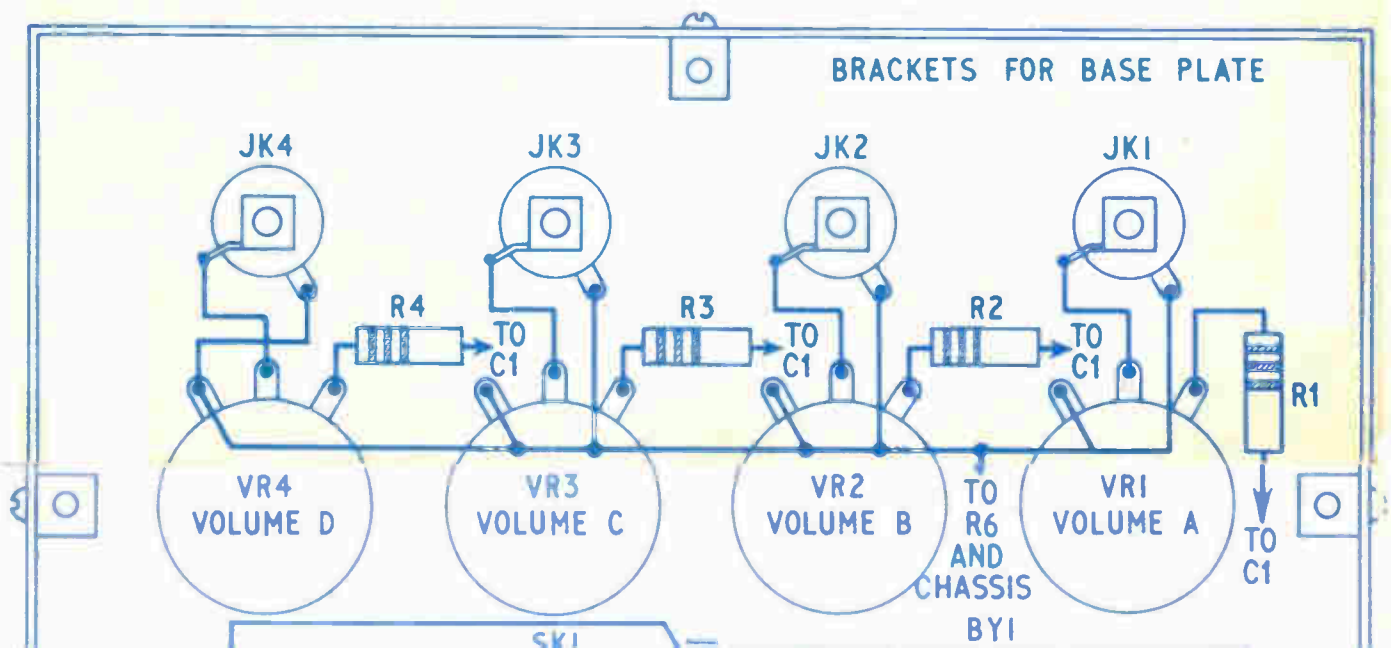 BRACKETS FOR BASE PLATE
JK4
JK3
JK2
JK1
R4
TO
C1
R3
TO
C1
R2
TO
C1
R1
TO
C1
VR4
VOLUME D
VR3
VOLUME C
VR2
VOLUME B
TO
R6
AND
CHASSIS
VR1
VOLUME A
BY1
SK1